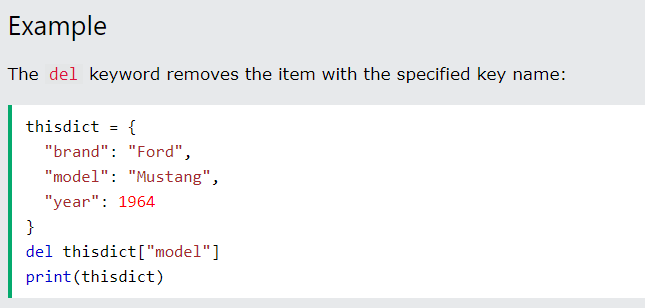 Example
The del keyword removes the item with the specified key name:
thisdict = {
  "brand": "Ford",
  "model": "Mustang",
  "year": 1964
}
del thisdict["model"]
print(thisdict)